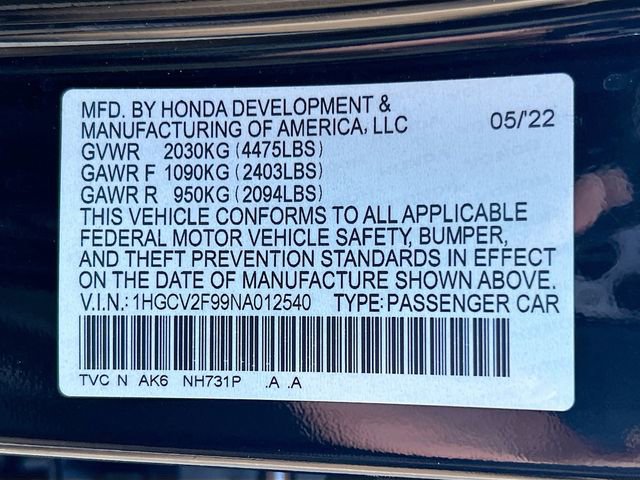 MFD. BY HONDA DEVELOPMENT &
MANUFACTURING OF AMERICA, LLC 05/'22
GVWR 2030KG (4475LBS)
GAWR F 1090KG (2403LBS)
GAWR R 950KG (2094LBS)
THIS VEHICLE CONFORMS TO ALL APPLICABLE
FEDERAL MOTOR VEHICLE SAFETY, BUMPER,
AND THEFT PREVENTION STANDARDS IN EFFECT
ON THE DATE OF MANUFACTURE SHOWN ABOVE.
V.I.N.: 1HGCV2F99NA012540 TYPE: PASSENGER CAR
TVC N AK6 NH731P .A .A